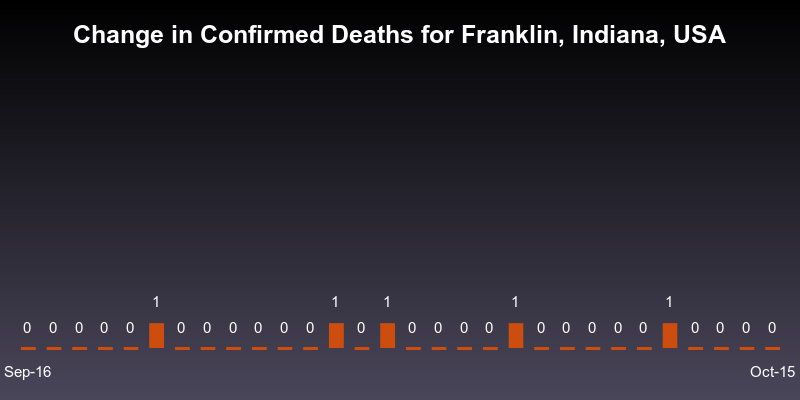 Change in Confirmed Deaths for Franklin, Indiana, USA
1 1 1 1 1
0 0 0 0 0 0 0 0 0 0 0 0 0 0 0 0 0 0 0 0 0 0 0 0 0
Sep-16 Oct-15